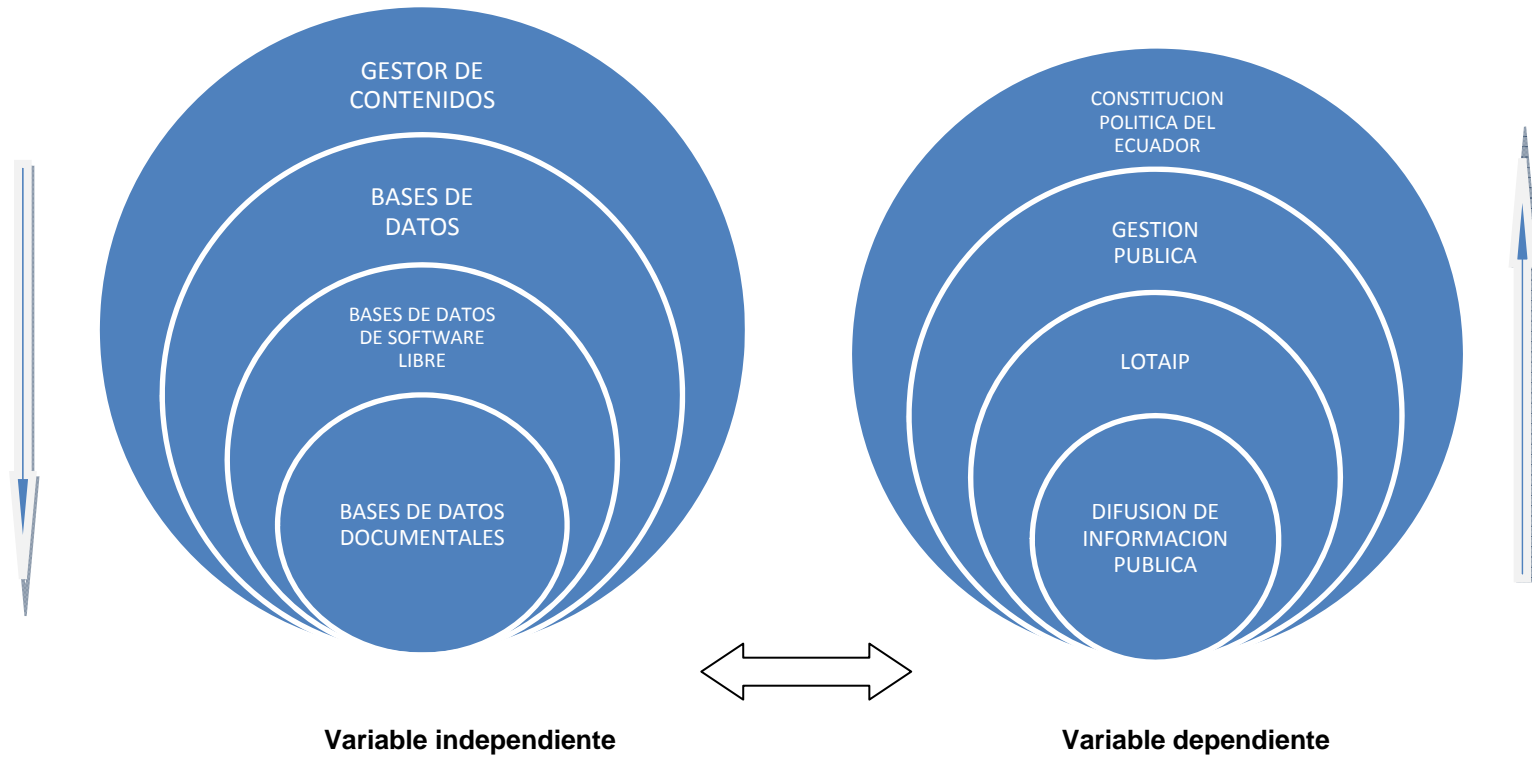 GESTOR DE
CONTENIDOS
BASES DE
DATOS
BASES DE DATOS
DE SOFTWARE
LIBRE
BASES DE DATOS
DOCUMENTALES
CONSTITUCION
POLITICA DEL
ECUADOR
GESTION
PUBLICA
LOTAIP
DIFUSION DE
INFORMACION
PUBLICA
Variable independiente
Variable dependiente